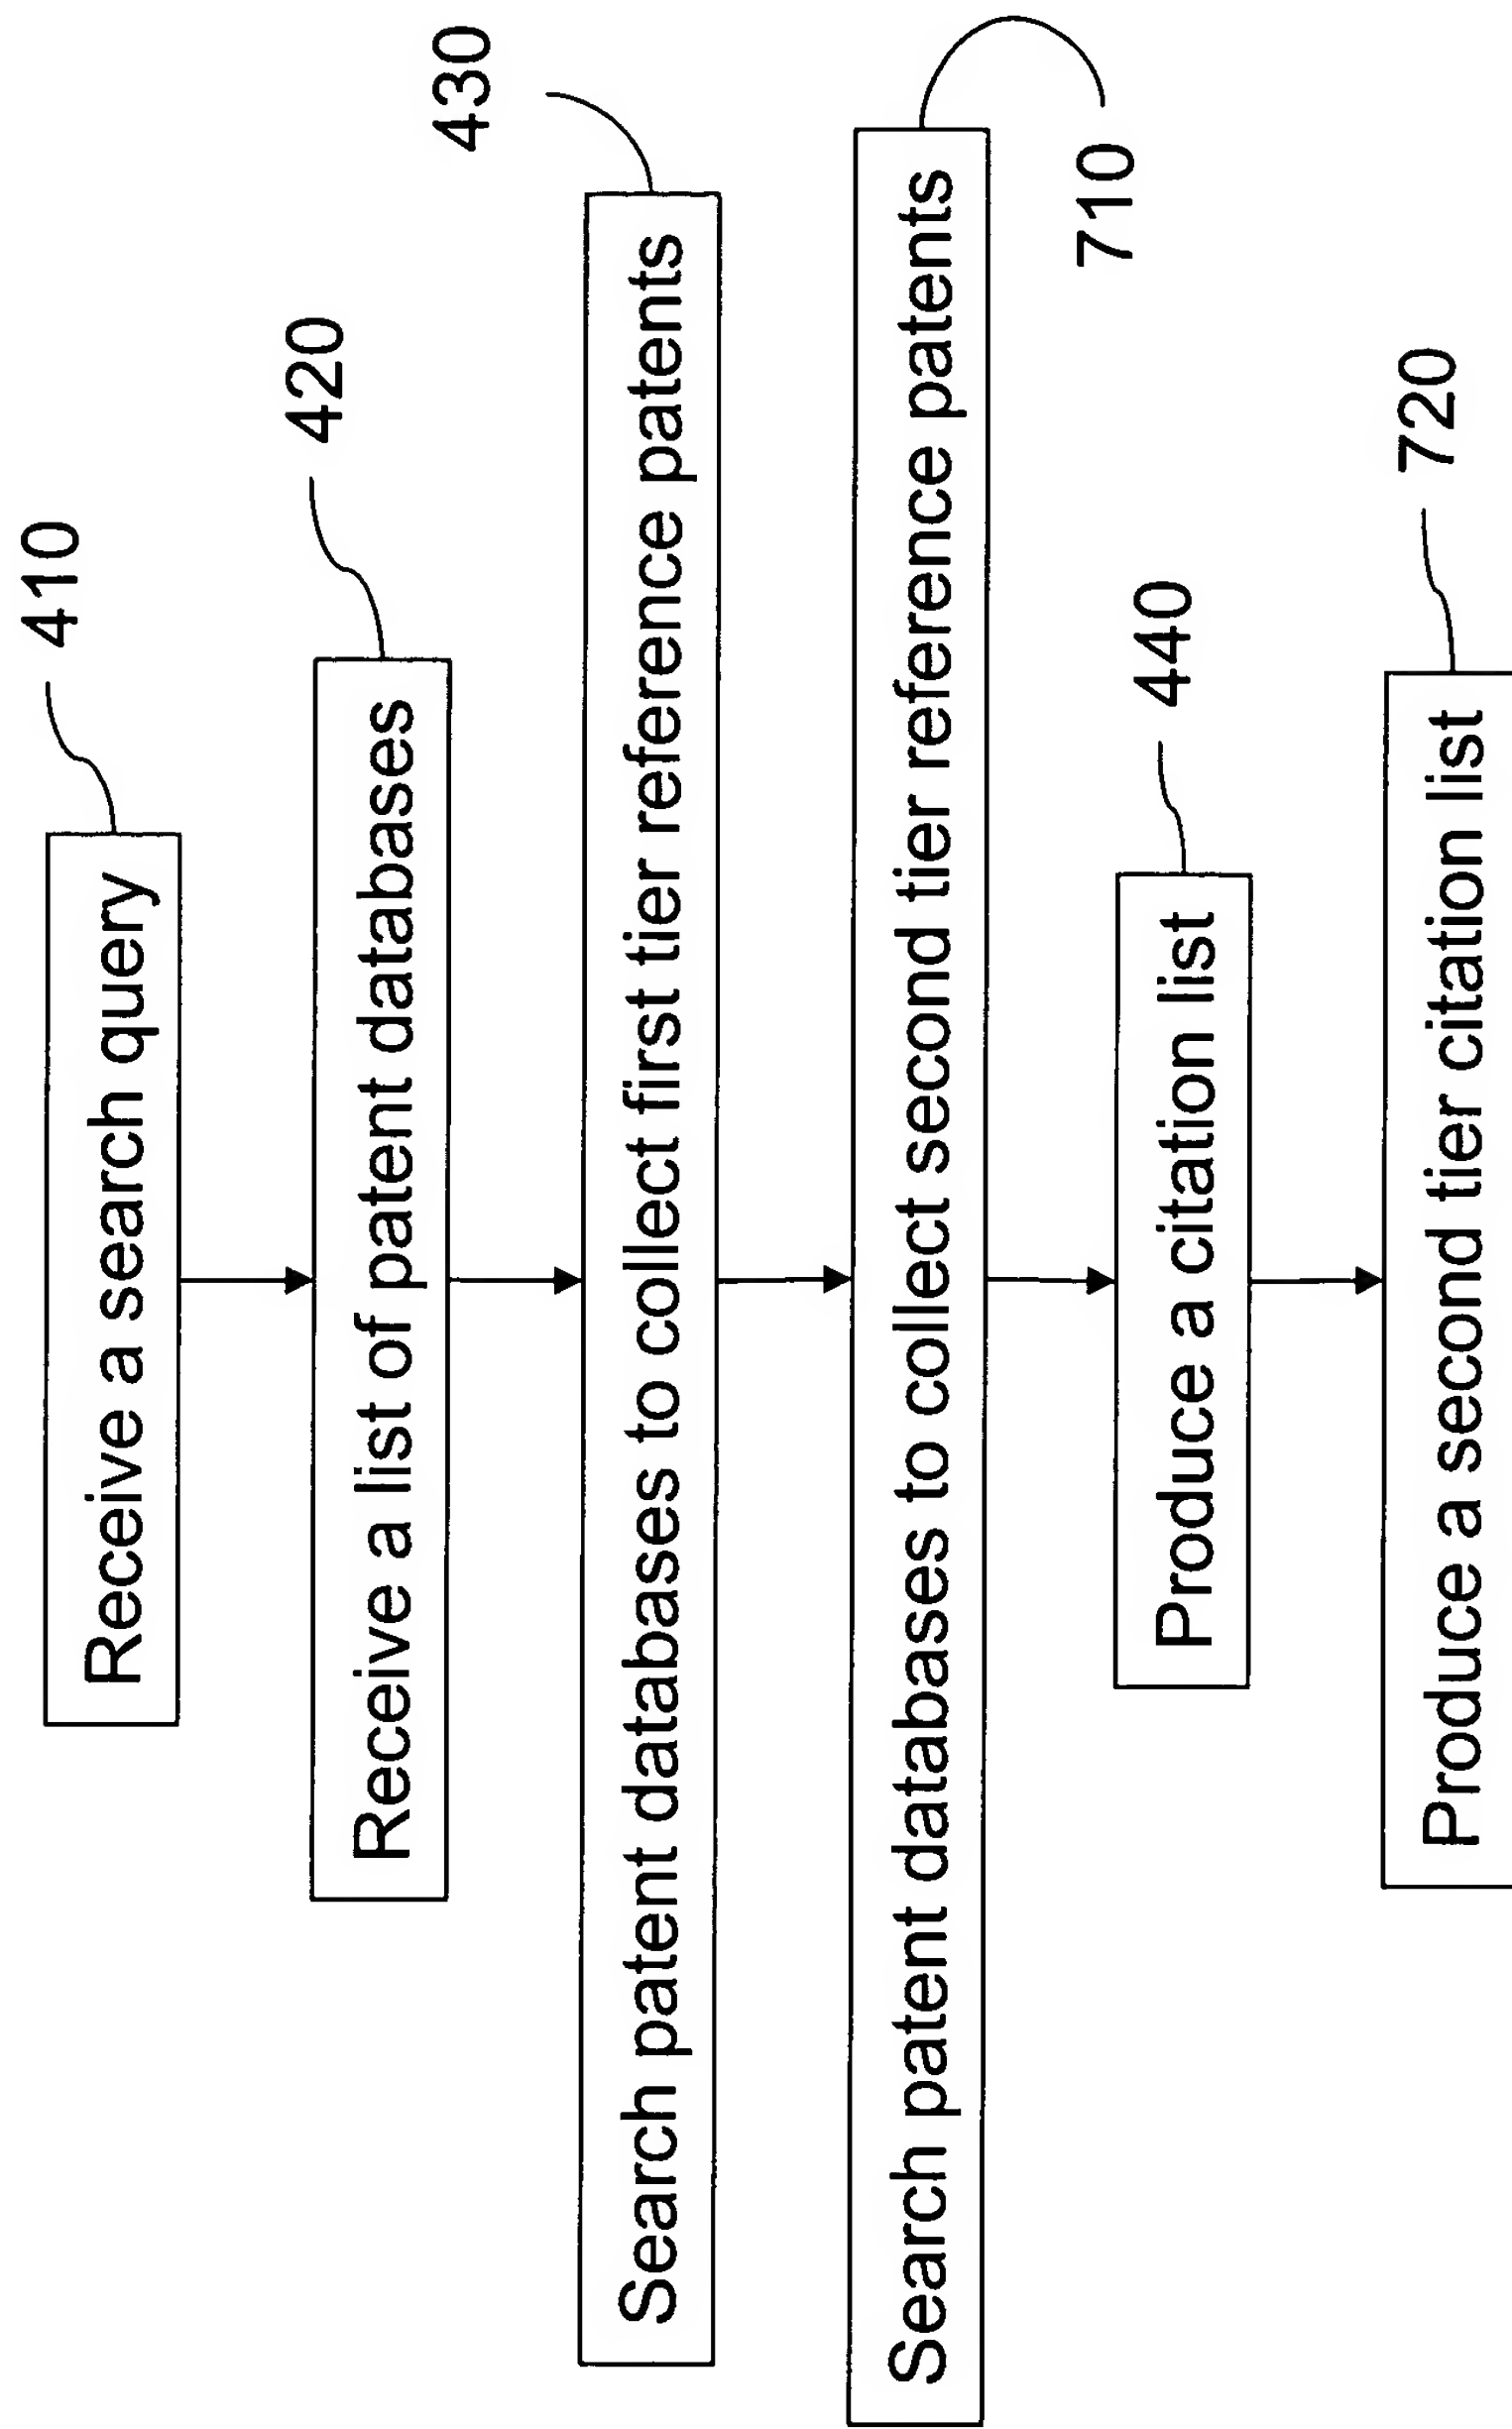 410
Receive a search query
420
Receive a list of patent databases
430
Search patent databases to collect first tier reference patents
Search patent databases to collect second tier reference patents
710
440
Produce a citation list
720
Produce a second tier citation list